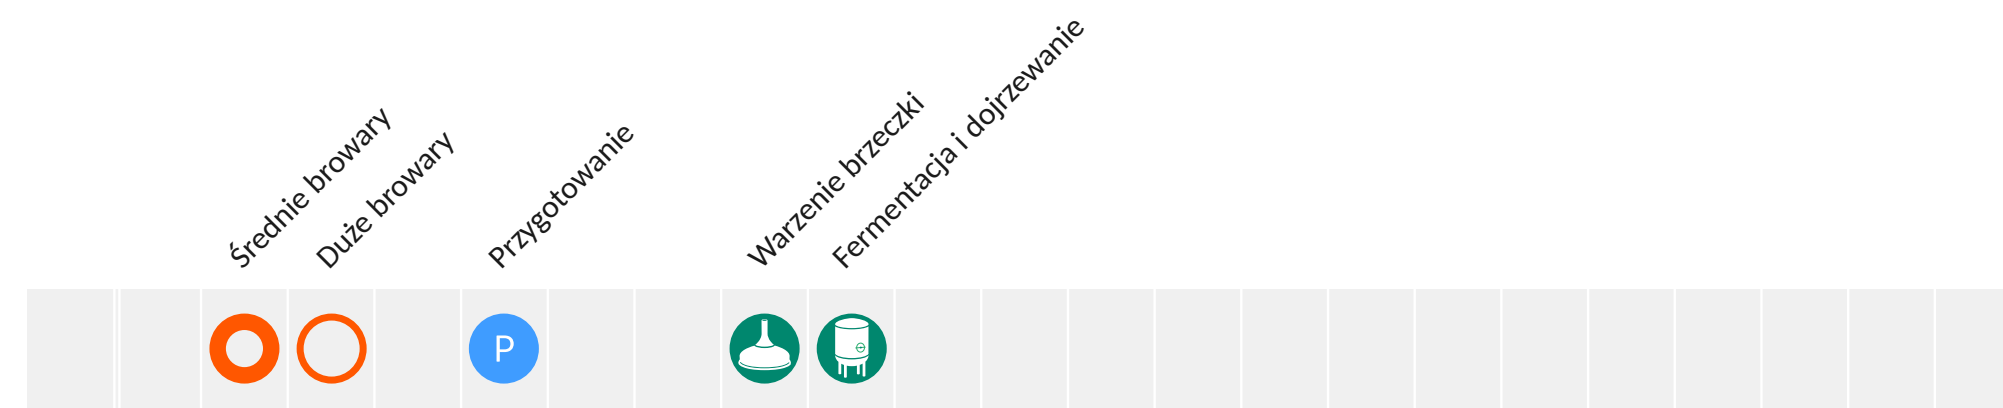 Średnie browary
Duże browary
Przygotowanie
Warzenie brzeczki
Fermentacja i dojrzewanie
P